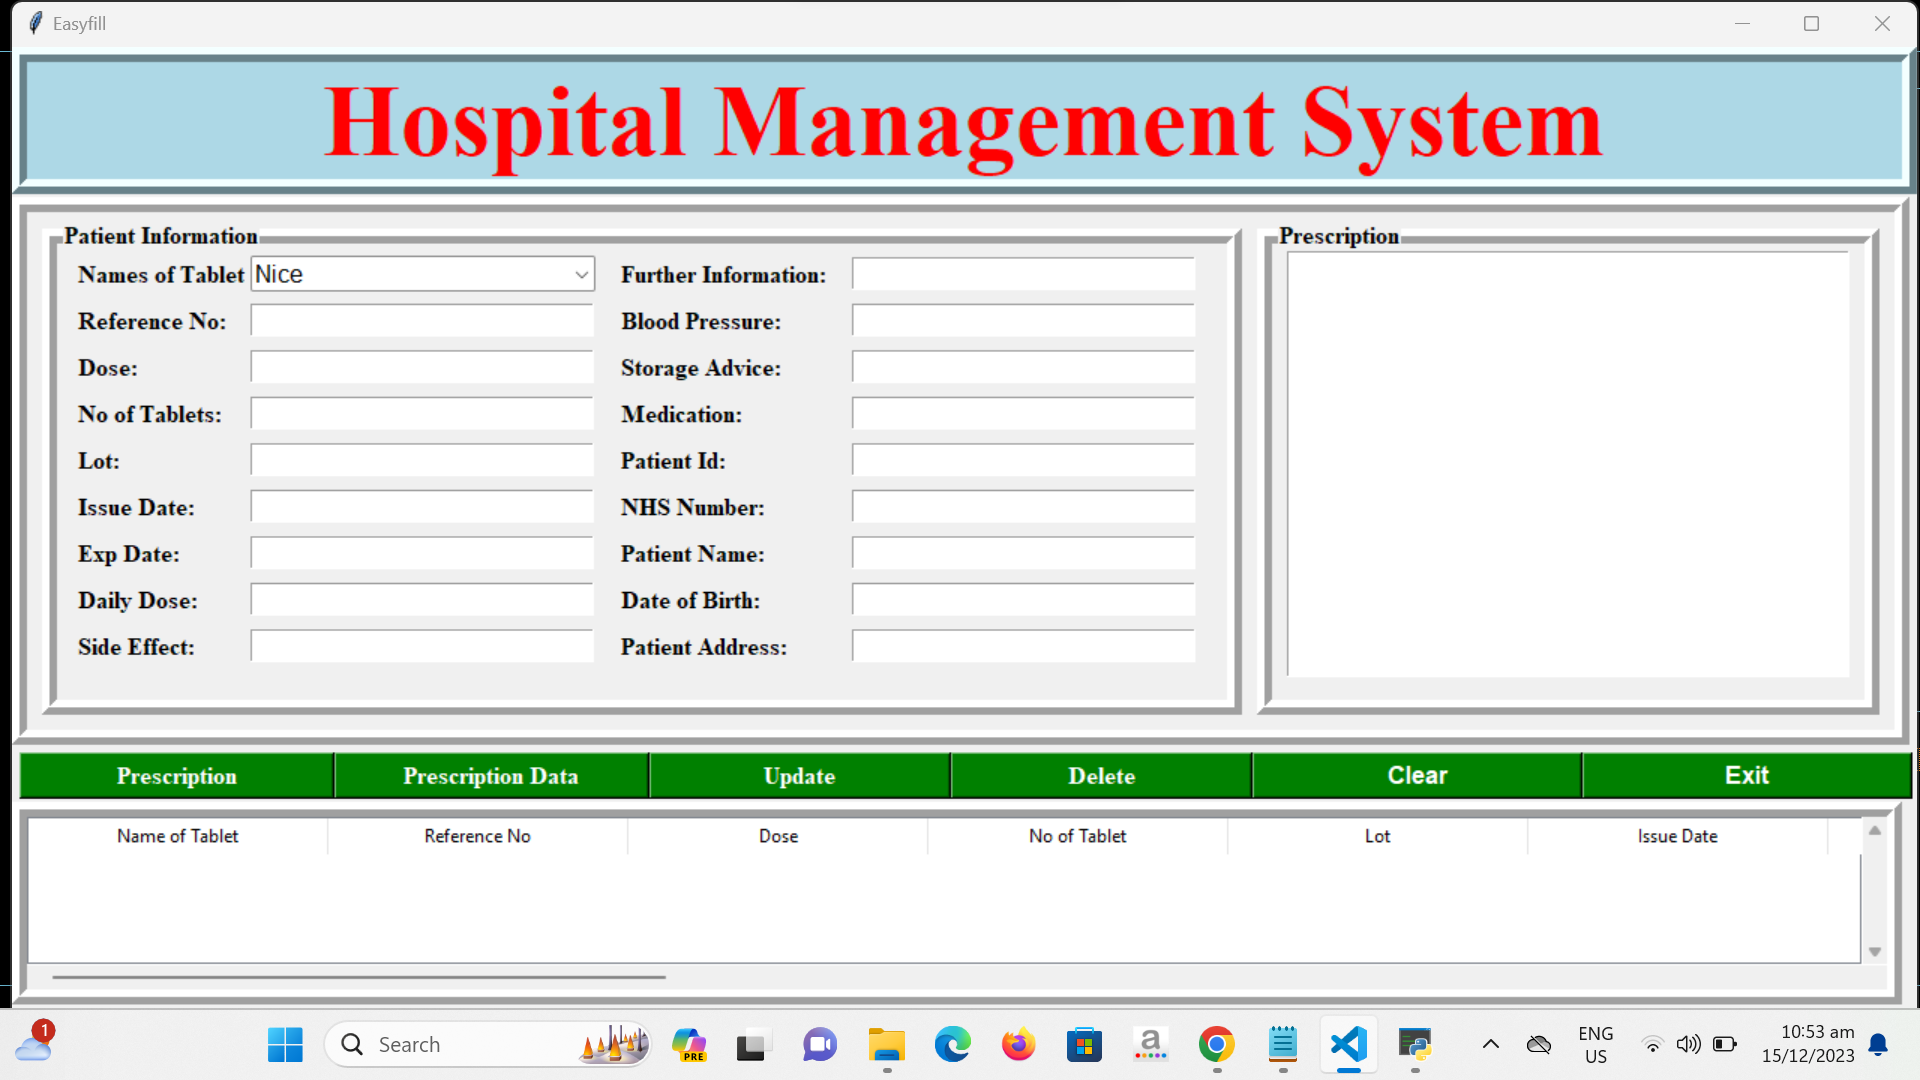 Easyfill
Hospital Management System
Patient Information
Names of Tablet Nice
Reference No:
Dose:
No of Tablets:
Lot:
Issue Date:
Exp Date:
Daily Dose:
Side Effect:
Further Information:
Blood Pressure:
Storage Advice:
Medication:
Patient Id:
NHS Number:
Patient Name:
Date of Birth:
Patient Address:
Prescription
Prescription Prescription Data Update Delete Clear Exit
Name of Tablet Reference No Dose No of Tablet Lot Issue Date
1
Search
PRE
a
ENG
US
10:53 am
15/12/2023